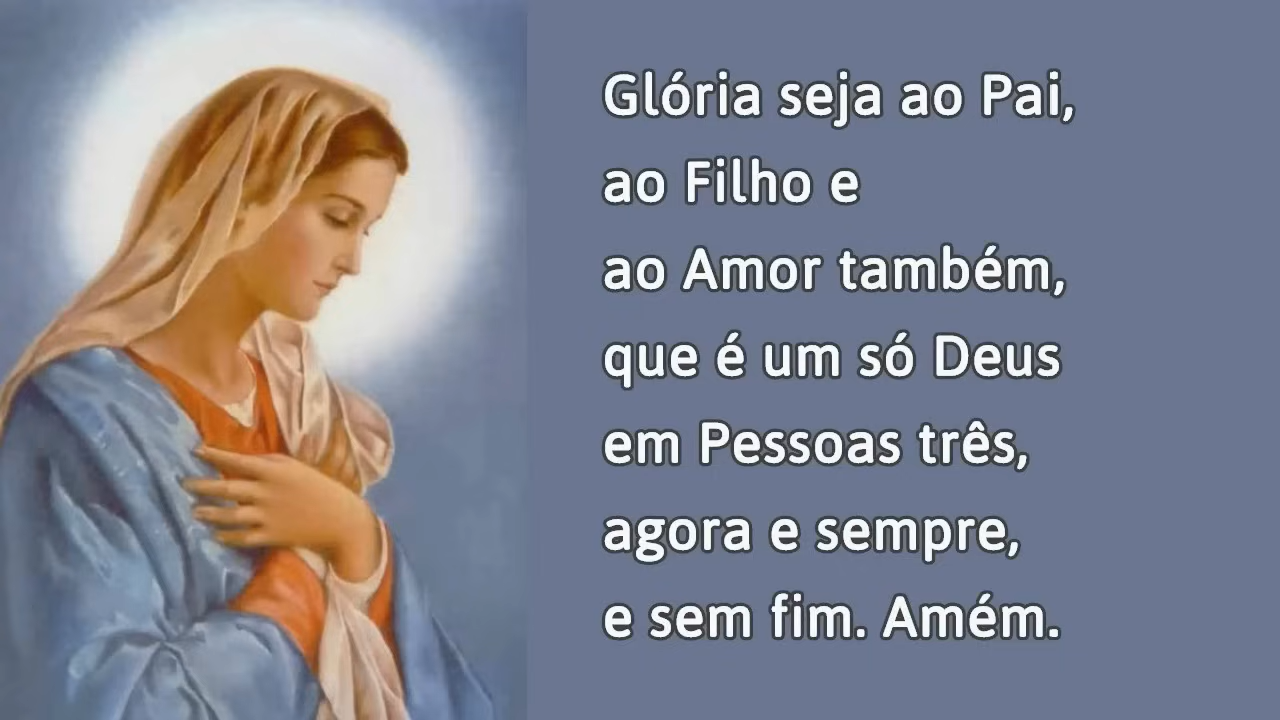 Glória seja ao Pai,
ao Filho e
ao Amor também,
que é um só Deus
em Pessoas três,
agora e sempre,
e sem fim. Amém.